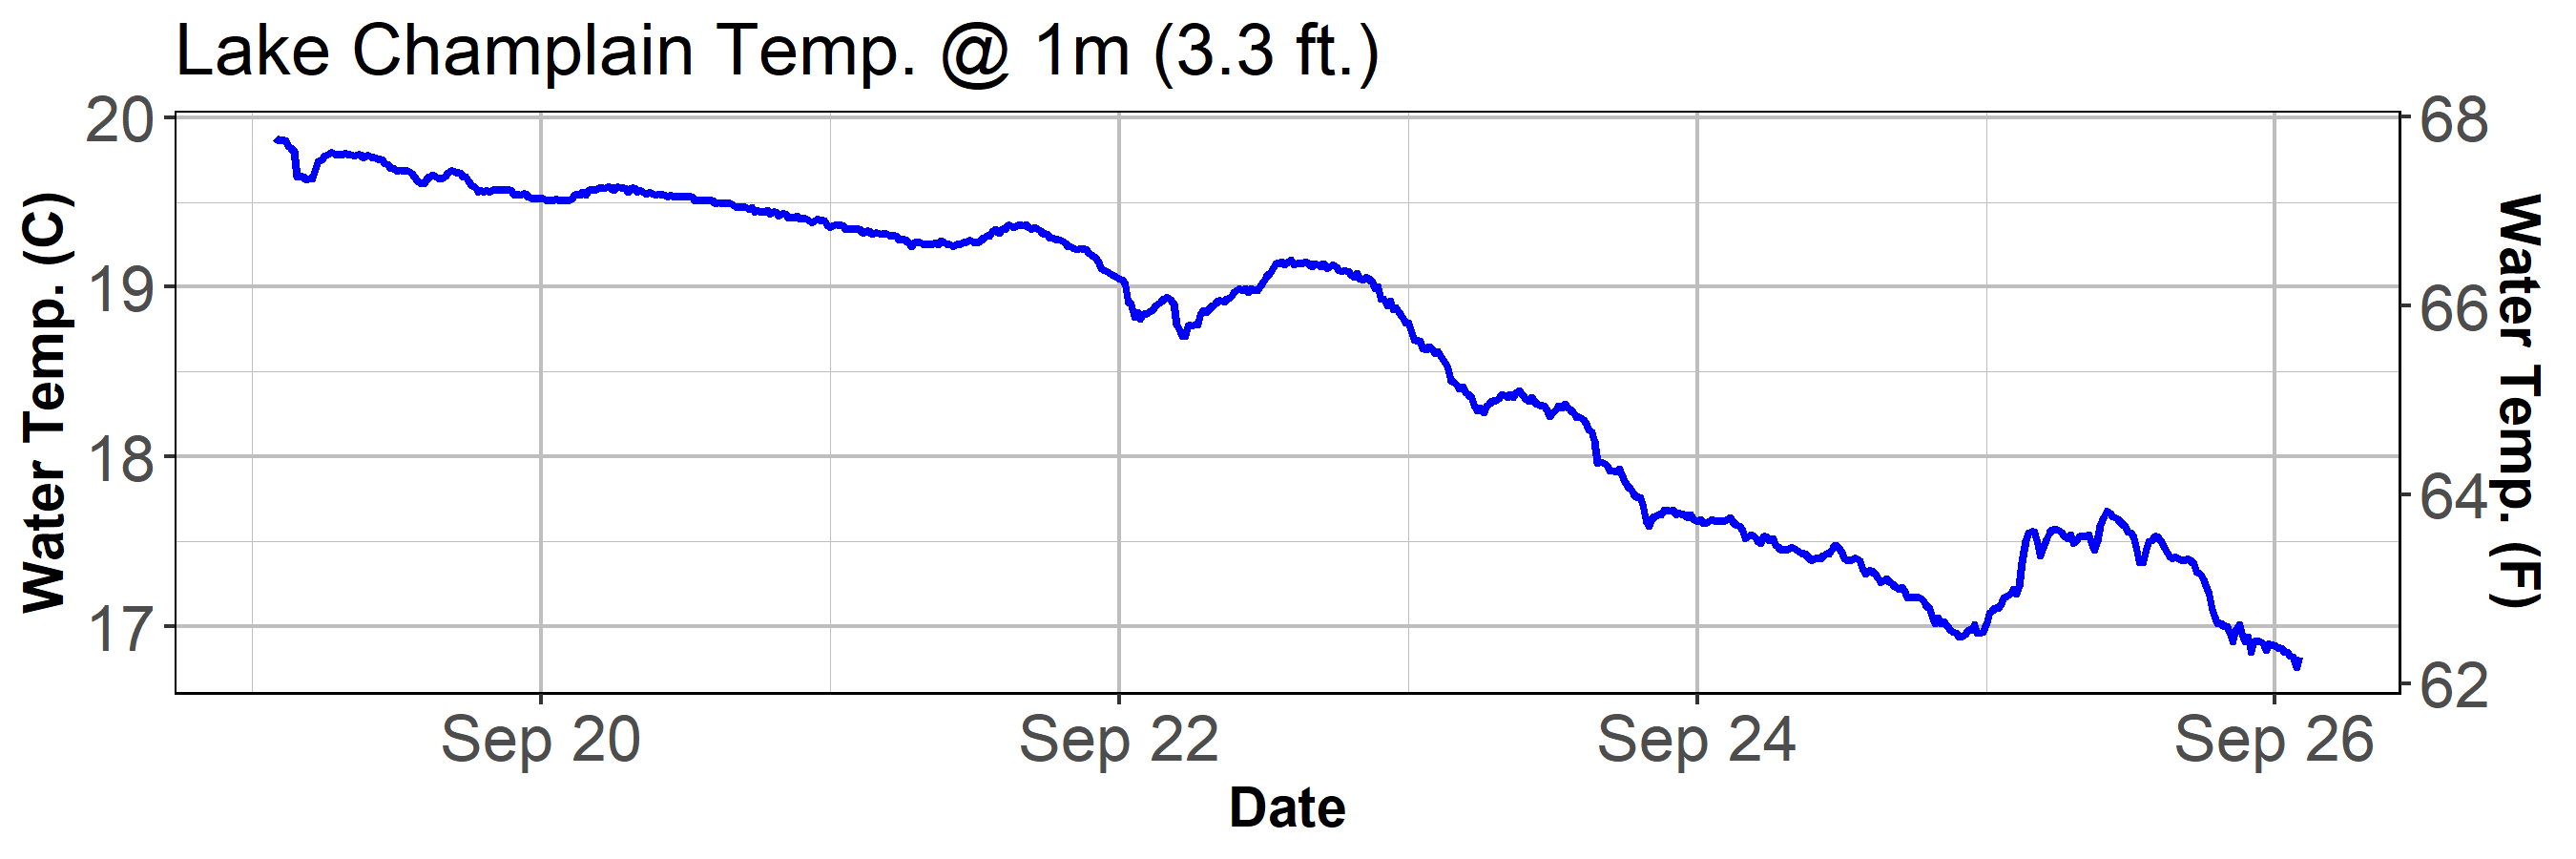 Lake Champlain Temp. @ 1m (3.3 ft.)
Water Temp. (C)
20
19
18
17
68
66
64
62
Water Temp. (F)
Sep 20
Sep 22
Sep 24
Sep 26
Date